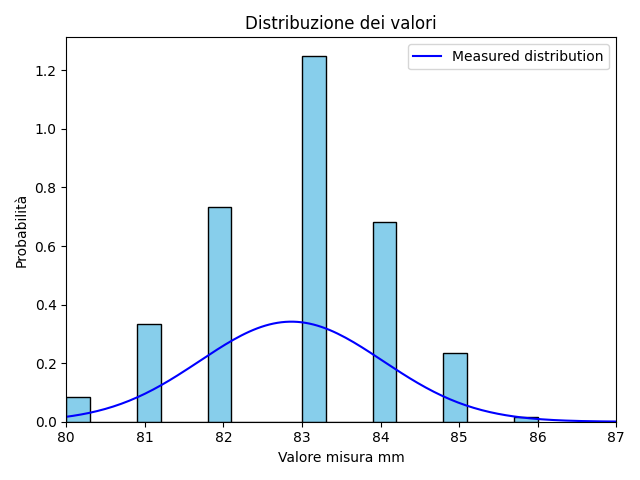 Distribuzione dei valori
Measured distribution
Probabilità
1.2
1.0
0.8
0.6
0.4
0.2
0.0
80 81 82 83 84 85 86 87
Valore misura mm